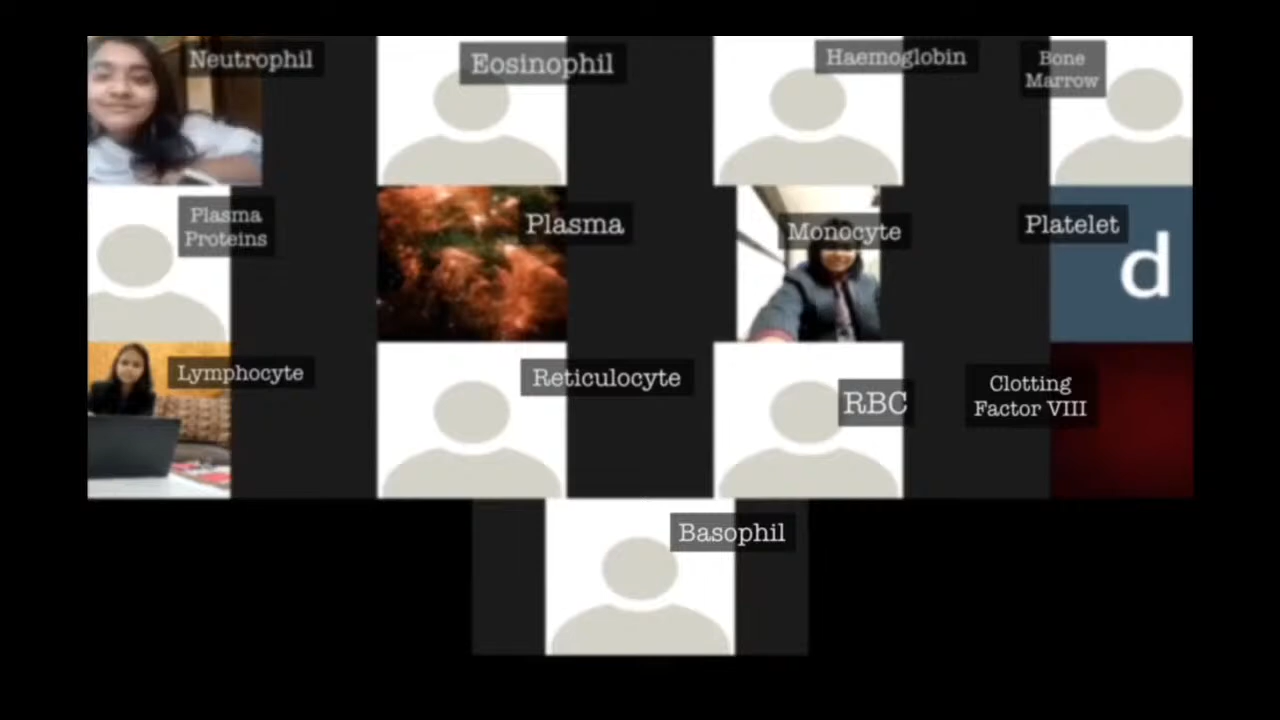 Neutrophil
Eosinophil
Haemoglobin
Bone
Marrow
Plasma
Proteins
Plasma
Monocyte
Platelet
d
Lymphocyte
Reticulocyte
RBC
Clotting
Factor VIII
Basophil